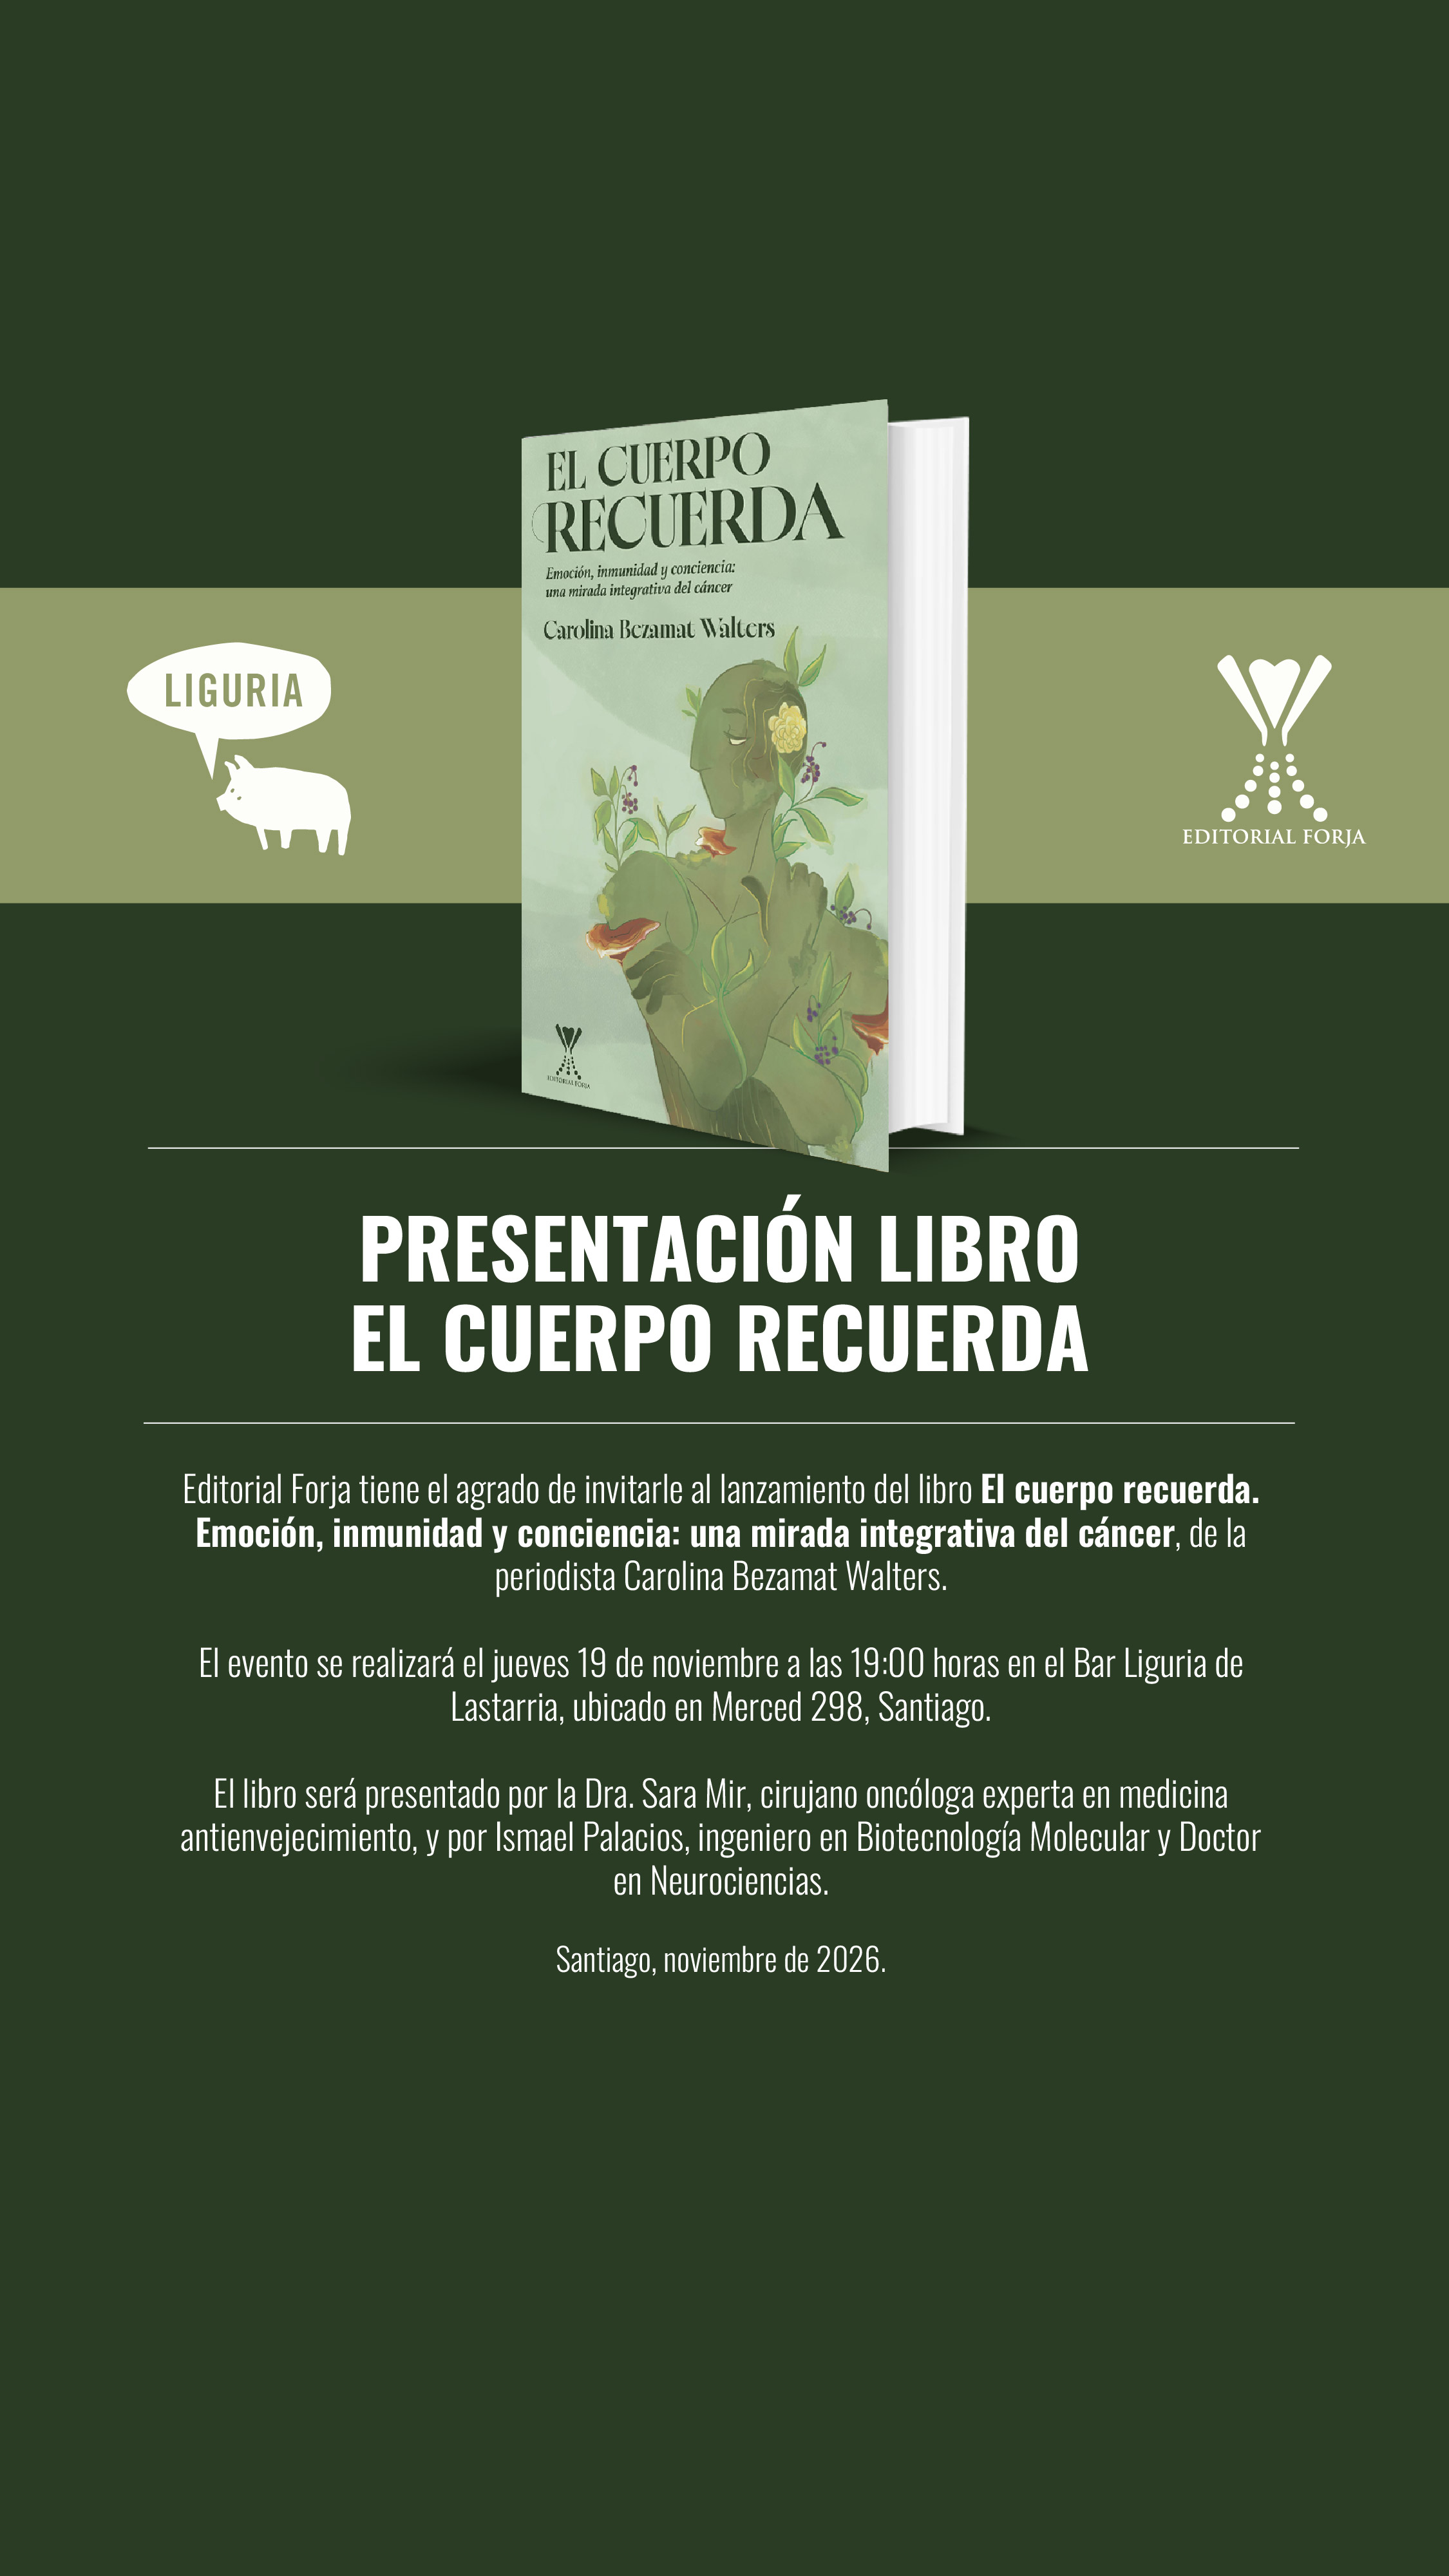 EL CUERPO
RECUERDA
Emoción, inmunidad y conciencia:
una mirada integrativa del cáncer
Carolina Bezamat Walters
LIGURIA
EDITORIAL FORJA
EDITORIAL FORJA
PRESENTACIÓN LIBRO
EL CUERPO RECUERDA
Editorial Forja tiene el agrado de invitarle al lanzamiento del libro El cuerpo recuerda.
Emoción, inmunidad y conciencia: una mirada integrativa del cáncer, de la
periodista Carolina Bezamat Walters.
El evento se realizará el jueves 19 de noviembre a las 19:00 horas en el Bar Liguria de
Lastarria, ubicado en Merced 298, Santiago.
El libro será presentado por la Dra. Sara Mir, cirujano oncóloga experta en medicina
antienvejecimiento, y por Ismael Palacios, ingeniero en Biotecnología Molecular y Doctor
en Neurociencias.
Santiago, noviembre de 2026.